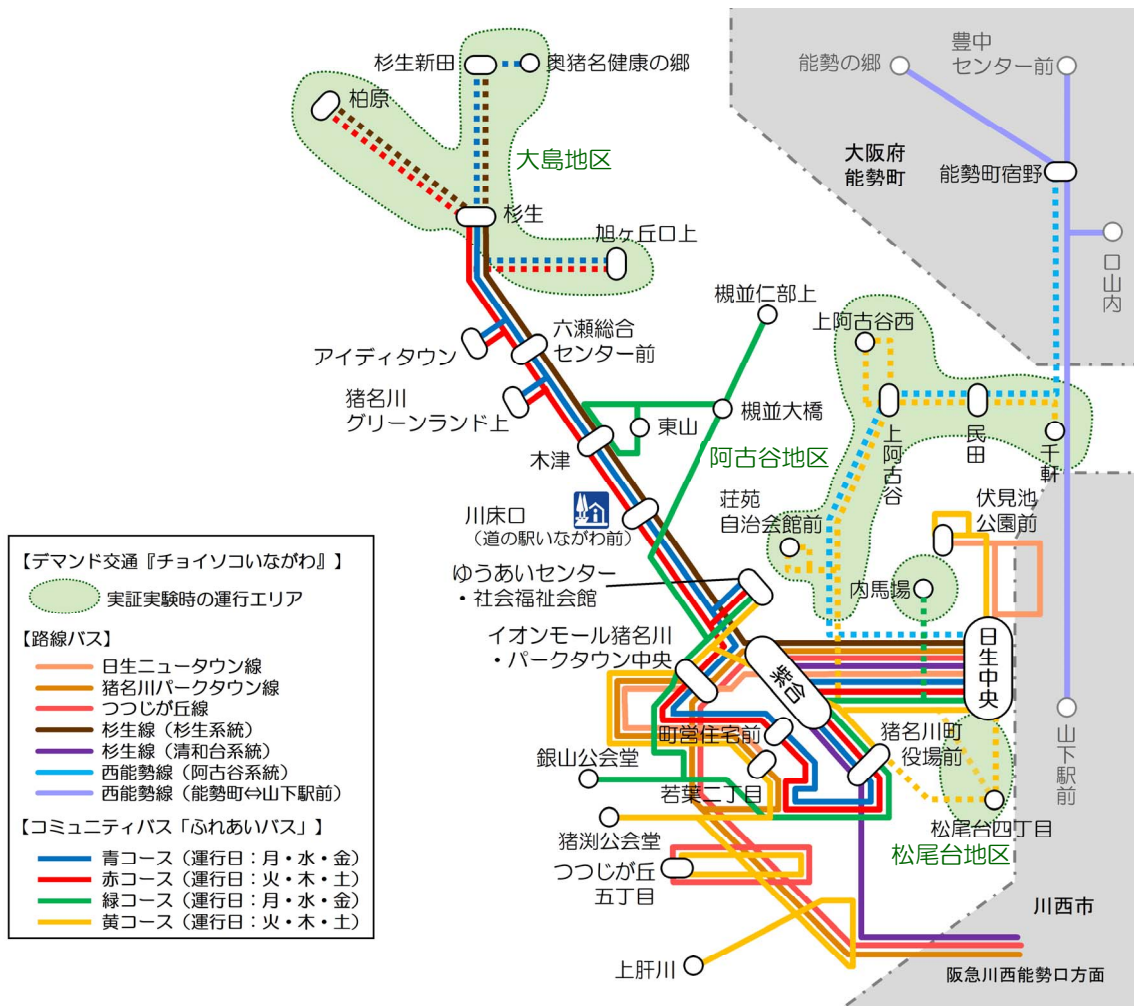 杉生新田
奥猪名健康の郷
柏原
大島地区
杉生
旭ヶ丘口上
能勢の郷
豊中
センター前
大阪府
能勢町
能勢町宿野
口山内
槻並仁部上
上阿古谷西
アイディタウン
六瀬総合
センター前
猪名川
グリーンランド上
槻並大橋
東山
木津
阿古谷地区
上阿古谷
民田
千軒
川床口
(道の駅いながわ前)
荘苑
自治会館前
伏見池
公園前
ゆうあいセンター
・社会福祉会館
内馬場
イオンモール猪名川
・パークタウン中央
紫合
日生中央
町営住宅前
猪名川町
役場前
銀山公会堂
若葉二丁目
山下駅前
猪渕公会堂
松尾台四丁目
松尾台地区
つつじが丘
五丁目
川西市
上肝川
阪急川西能勢口方面
【デマンド交通『チョイソコいながわ』】
実証実験時の運行エリア
【路線バス】
日生ニュータウン線
猪名川パークタウン線
つつじが丘線
杉生線(杉生系統)
杉生線(清和台系統)
西能勢線(阿古谷系統)
西能勢線(能勢町⇔山下駅前)
【コミュニティバス「ふれあいバス」】
青コース(運行日:月・水・金)
赤コース(運行日:火・木・土)
緑コース(運行日:月・水・金)
黄コース(運行日:火・木・土)